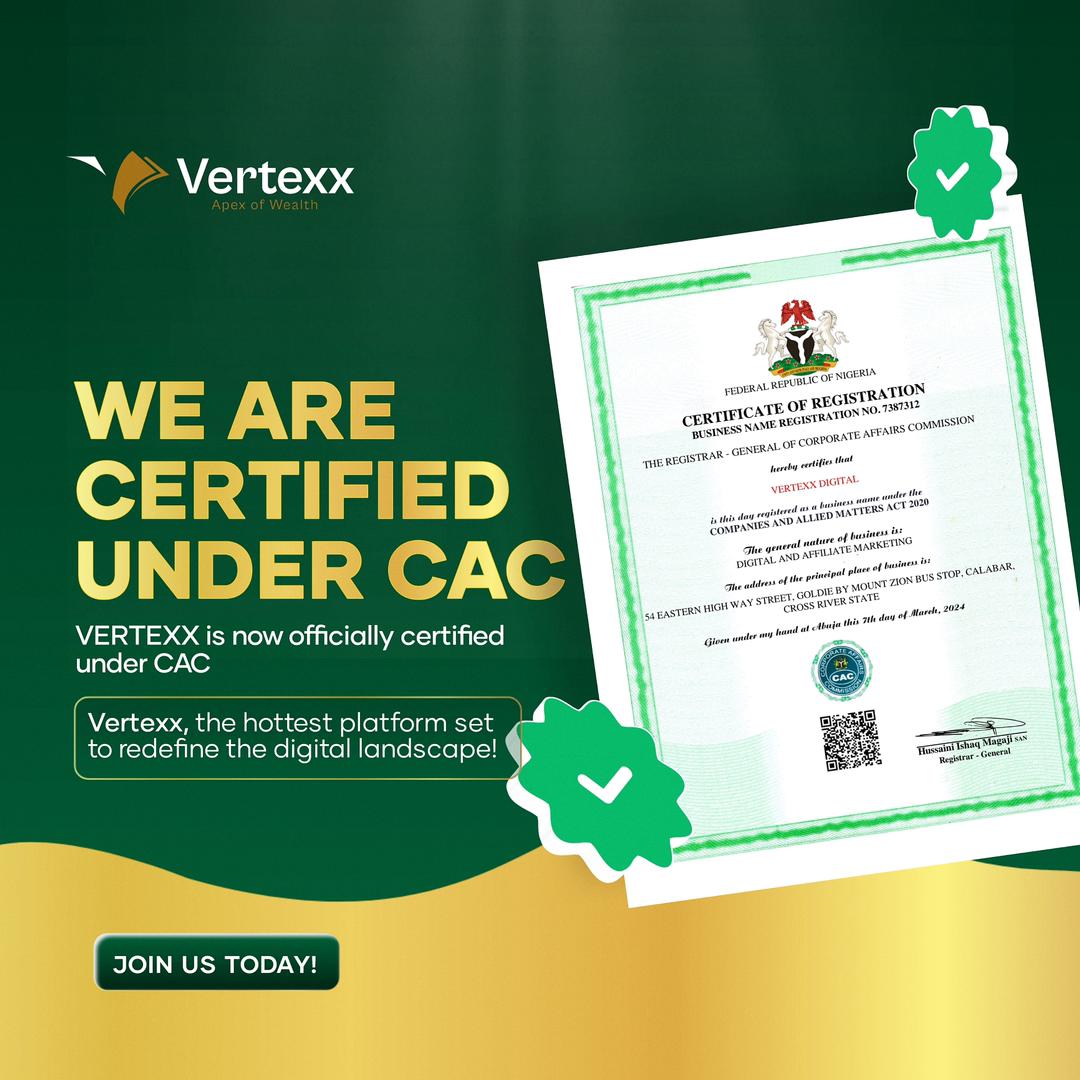 Vertexx
Apex of Wealth
WE ARE
CERTIFIED
UNDER CAC
VERTEXX is now officially certified
under CAC
Vertexx, the hottest platform set
to redefine the digital landscape!
JOIN US TODAY!
FEDERAL REPUBLIC OF NIGERIA
CERTIFICATE OF REGISTRATION
BUSINESS NAME REGISTRATION NO. 7387312
THE REGISTRAR - GENERAL OF CORPORATE AFFAIRS COMMISSION
hereby certifies that
VERTEXX DIGITAL
is this day registered as a business name under the
COMPANIES AND ALLIED MATTERS ACT 2020
The general nature of business is:
DIGITAL AND AFFILIATE MARKETING
The address of the principal place of business is:
54 EASTERN HIGH WAY STREET, GOLDIE BY MOUNT ZION BUS STOP, CALABAR,
CROSS RIVER STATE
Given under my hand at Abuja this 7th day of March, 2024
CORPORATE AFFAIRS
CAC
COMMISSION
Hussaini Ishaq Magaji SAN
Registrar - General